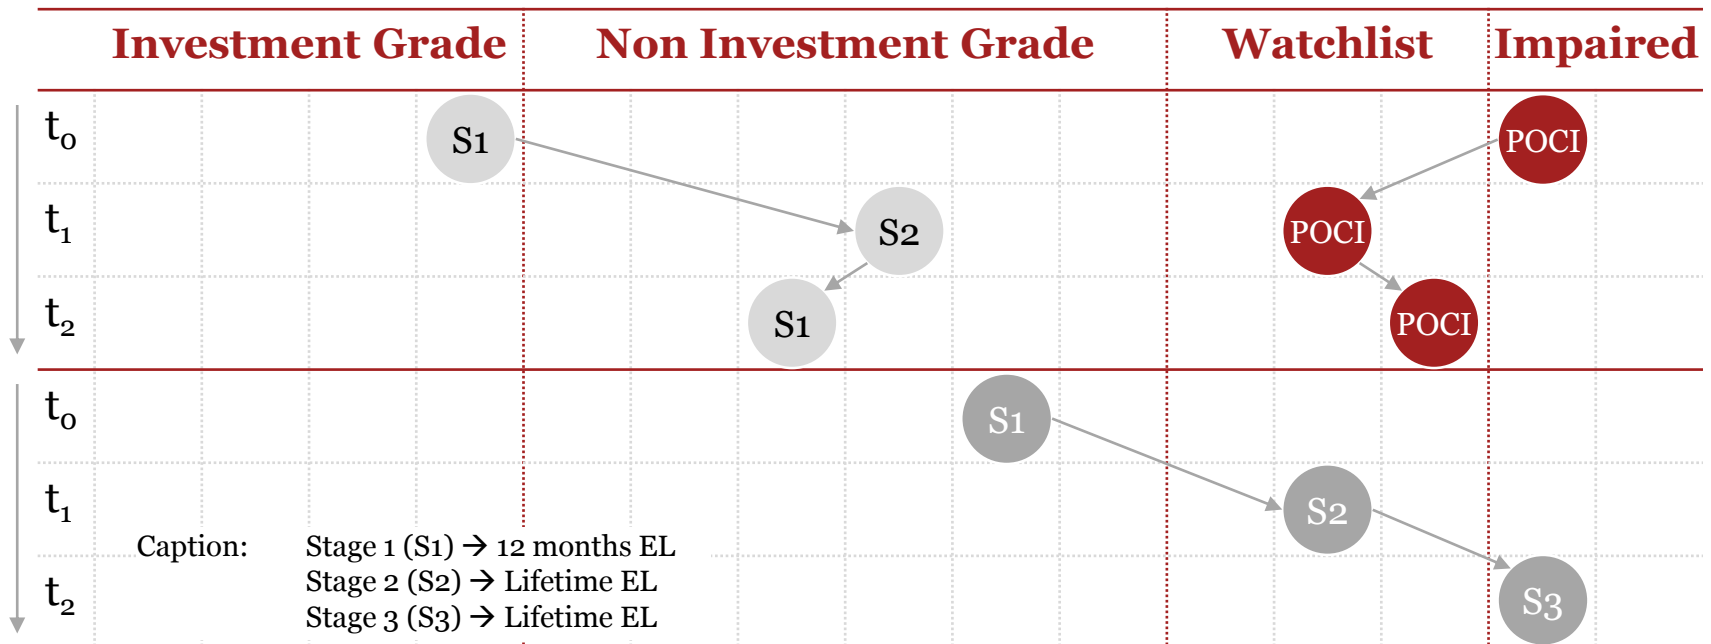 Investment Grade Non Investment Grade Watchlist Impaired
t0 S1 POCI
t1 S2 POCI
t2 S1 POCI
t0 S1
t1 S2
Caption: Stage 1 (S1) → 12 months EL
Stage 2 (S2) → Lifetime EL
t2 S3
Stage 3 (S3) → Lifetime EL